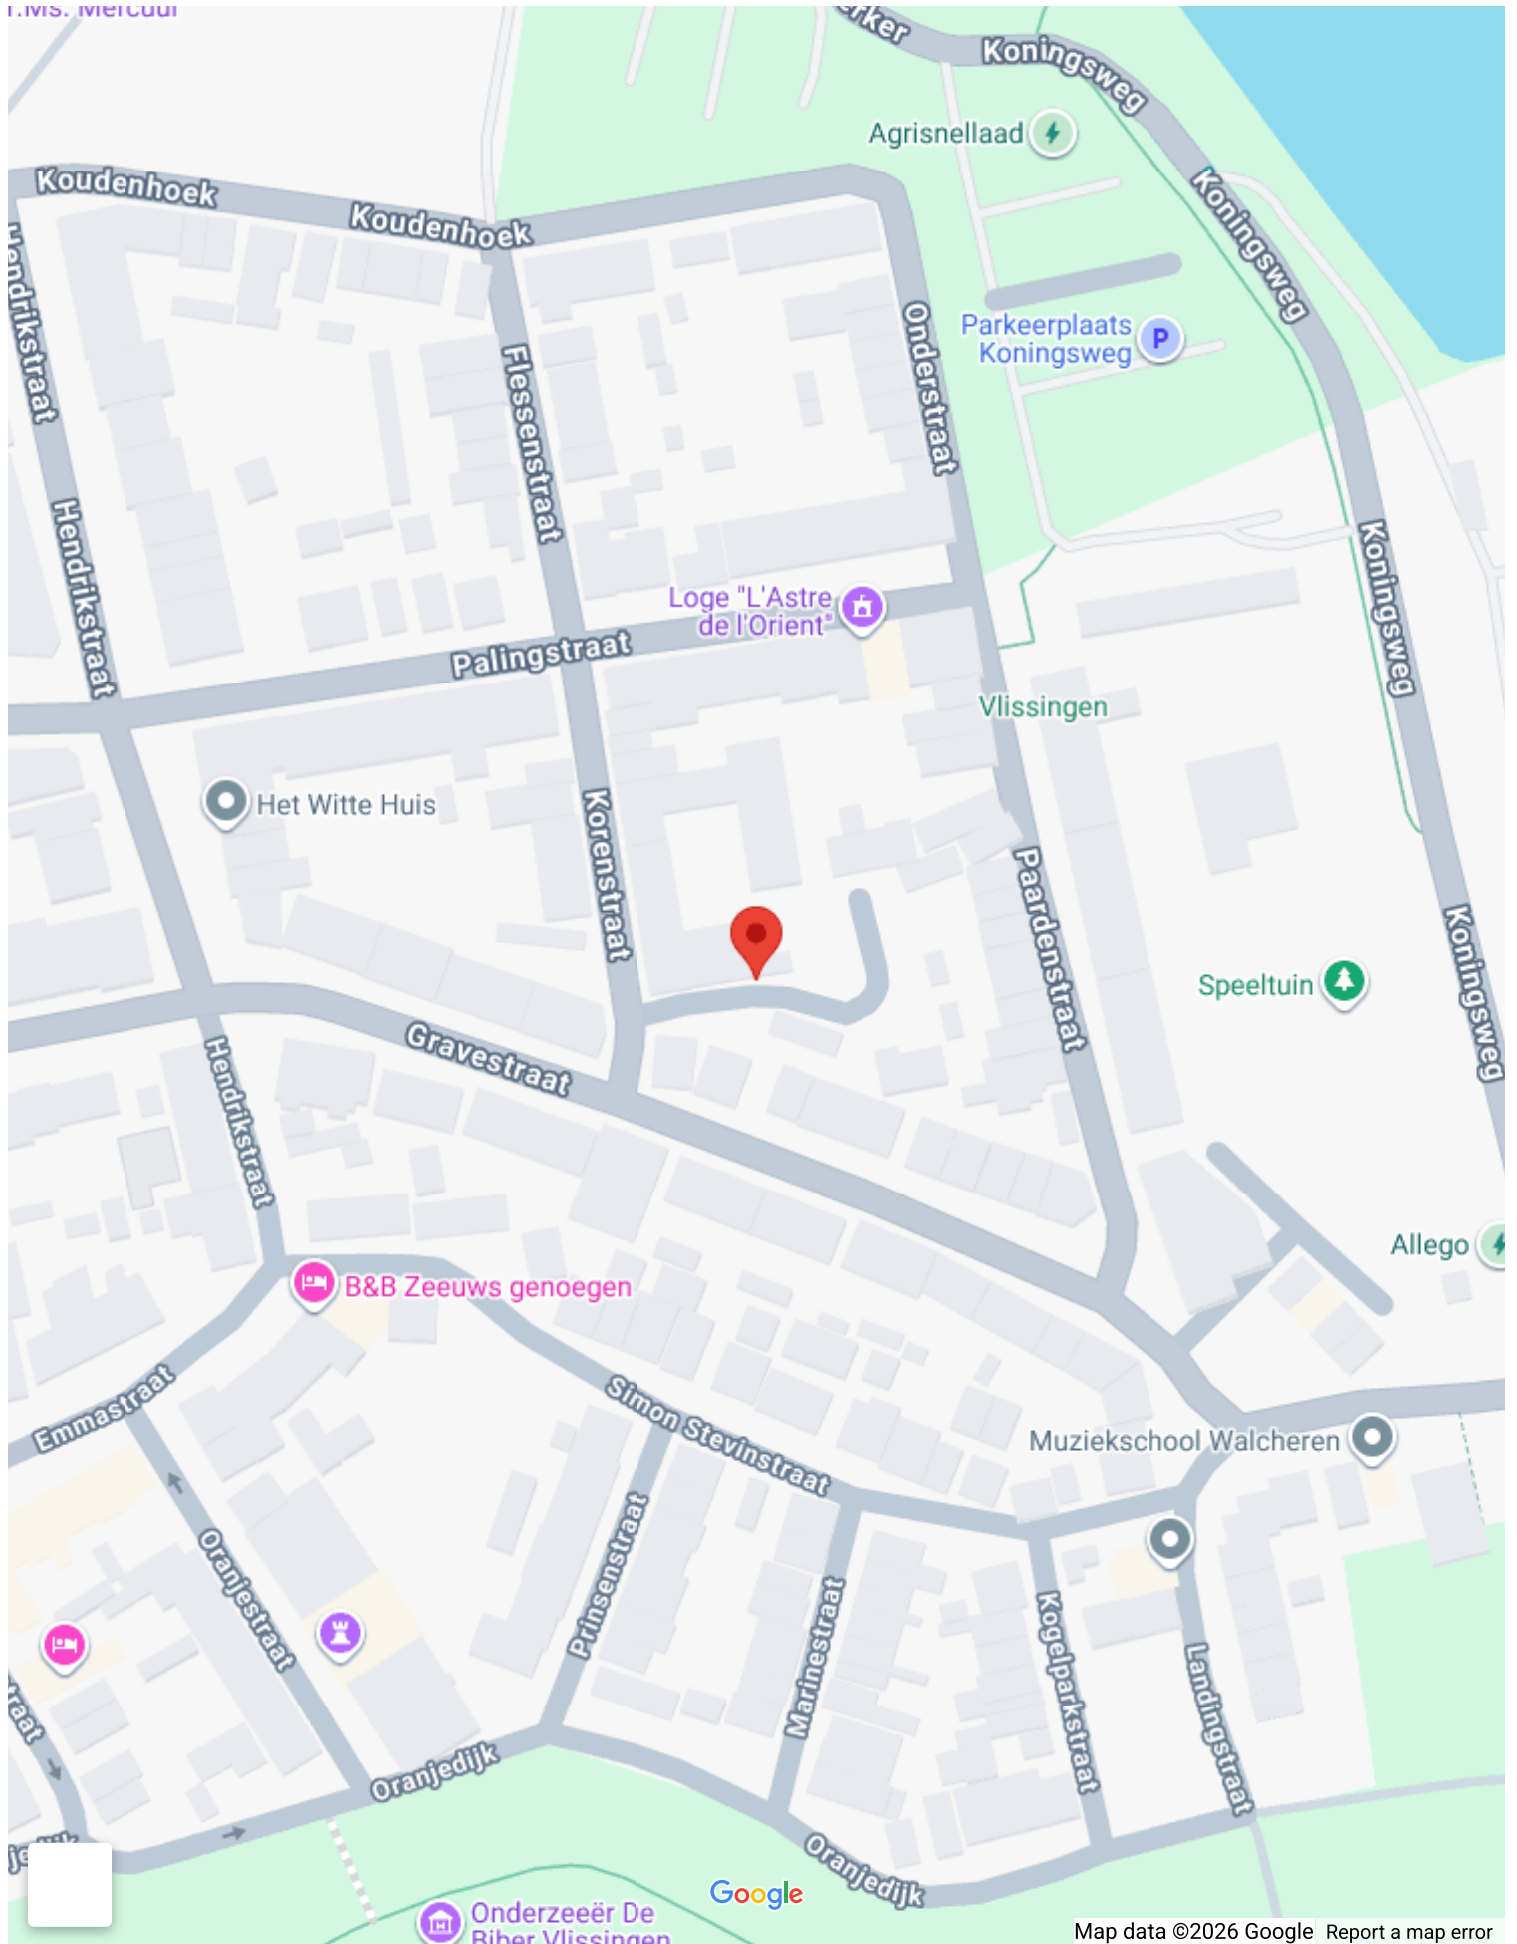 Koningsweg
Agrisnellaad
Koudenhoek
Koudenhoek
Koningsweg
Hendrikstraat
Parkeerplaats
Koningsweg
Onderstraat
Flessenstraat
Hendrikstraat
Koningsweg
Loge "L'Astre
de l'Orient"
Palingstraat
Vlissingen
Het Witte Huis
Korenstraat
Paardenstraat
Koningsweg
Speeltuin
Gravestraat
Hendrikstraat
Allego
B&B Zeeuws genoegen
Emmastraat
Simon Stevinstraat
Muziekschool Walcheren
Oranjestraat
Prinsenstraat
Marinestraat
Kogelparkstraat
Landingstraat
Oranjedijk
Oranjedijk
Google
Onderzeeër De
Biber Vlissingen
Map data ©2026 Google
Report a map error